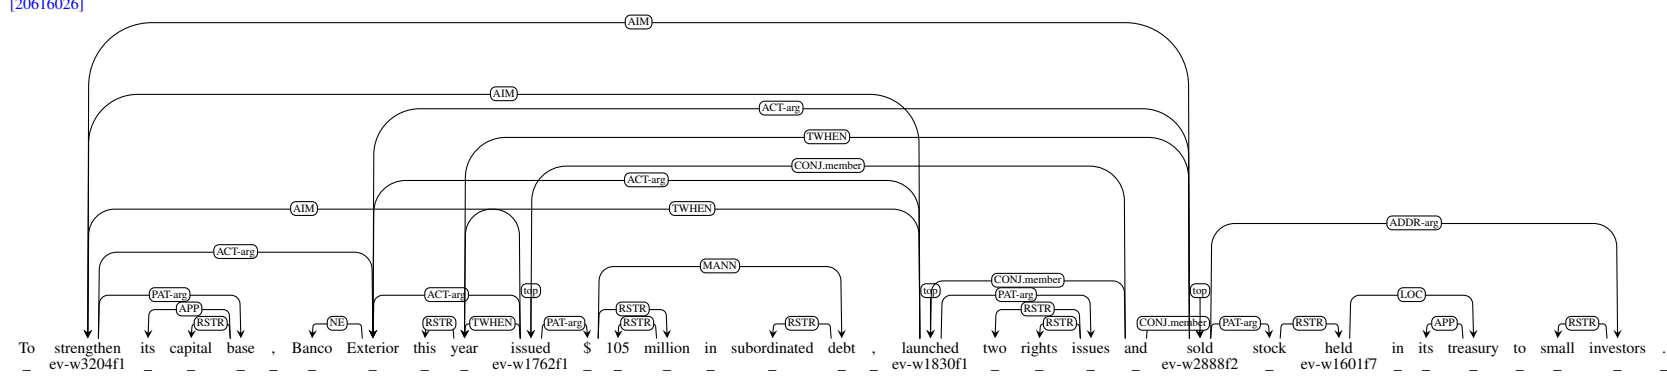 [20616026]
AIM
AIM
ACT-arg
TWHEN
CONJ.member
ACT-arg
AIM TWHEN
ADDR-arg
ACT-arg
MANN
CONJ.member
top top top
PAT-arg ACT-arg PAT-arg LOC
APP RSTR RSTR
RSTR NE RSTR TWHEN PAT-arg RSTR RSTR RSTR CONJ.member PAT-arg RSTR APP RSTR
To strengthen its capital base , Banco Exterior this year issued $ 105 million in subordinated debt , launched two rights issues and sold stock held in its treasury to small investors .
_ ev-w3204f1 _ _ _ _ _ _ _ _ ev-w1762f1 _ _ _ _ _ _ _ ev-w1830f1 _ _ _ _ ev-w2888f2 _ ev-w1601f7 _ _ _ _ _ _ _